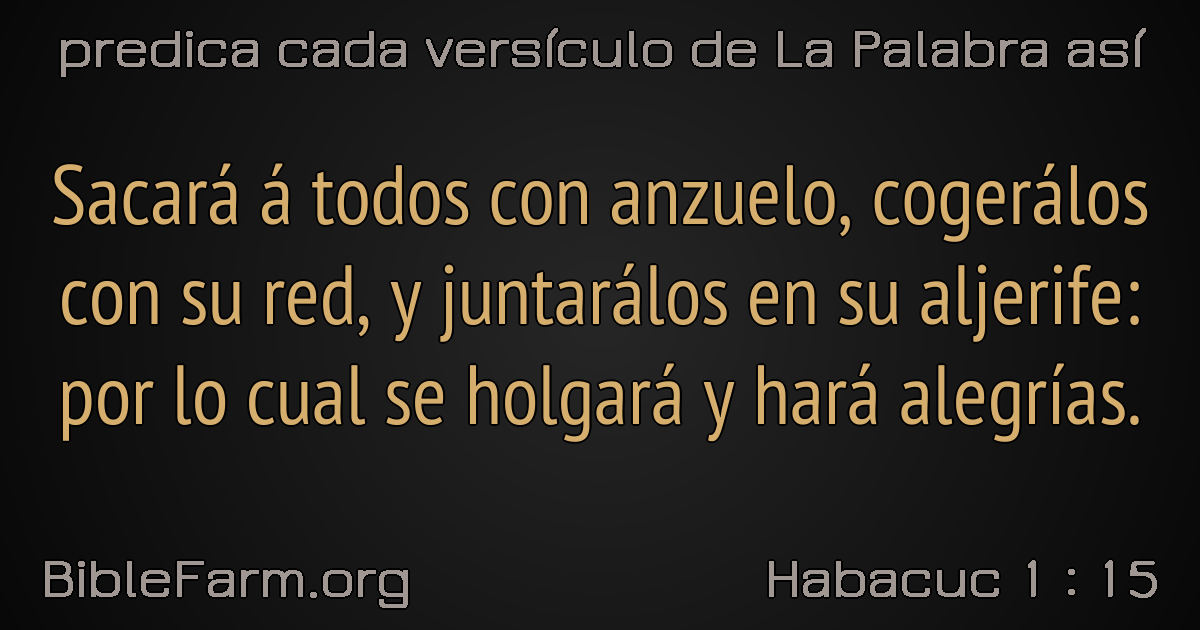 predica cada versículo de La Palabra así
Sacará á todos con anzuelo, cogerálos
con su red, y juntarálos en su aljerife:
por lo cual se holgará y hará alegrías.
BibleFarm.org
Habacuc 1 : 15